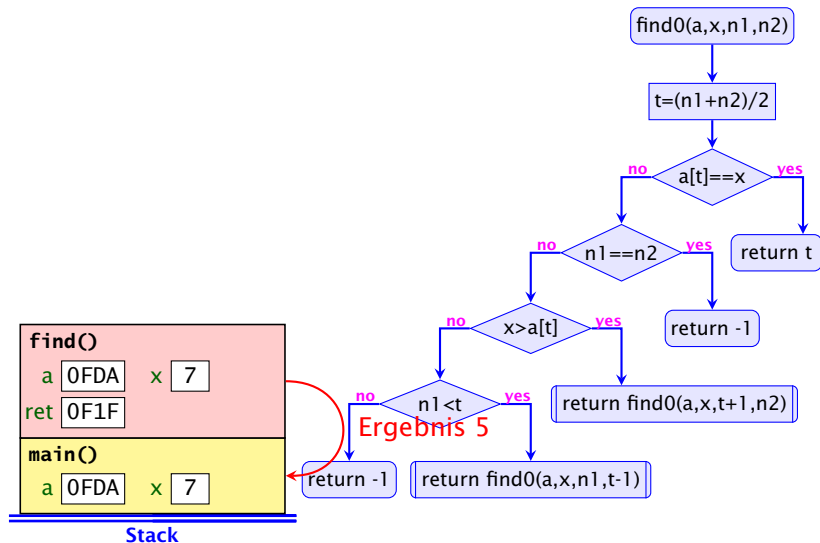 find0(a,x,n1,n2)
t=(n1+n2)/2
no
a[t]==x
yes
no
n1==n2
yes
return t
no
x>a[t]
yes
return -1
find()
a 0FDA x 7
ret 0F1F
no
n1<t
yes
return find0(a,x,t+1,n2)
Ergebnis 5
main()
a 0FDA x 7
return -1
return find0(a,x,n1,t-1)
Stack